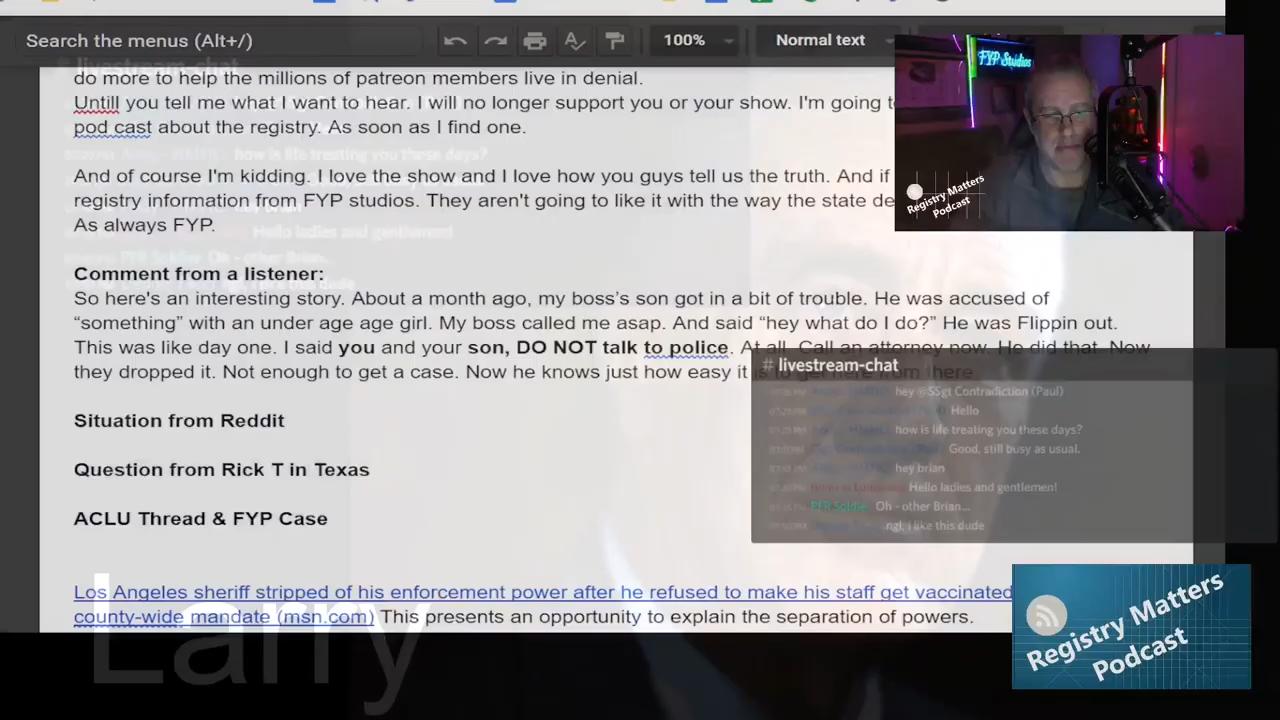 Search the menus (Alt+/)
100%
Normal text
do more to help the millions of patreon members live in denial.
Untill you tell me what I want to hear. I will no longer support you or your show. I'm going
pod cast about the registry. As soon as I find one.
And of course I'm kidding. I love the show and I love how you guys tell us the truth. And if
registry information from FYP studios. They aren't going to like it with the way the state
As always FYP.
Comment from a listener:
So here's an interesting story. About a month ago, my boss's son got in a bit of trouble. He was accused of
“something” with an under age age girl. My boss called me asap. And said “hey what do I do?” He was Flippin out.
This was like day one. I said you and your son, DO NOT talk to police. At all. Call an attorney now. He did that. Now
they dropped it. Not enough to get a case. Now he knows just how easy it is to get here from there.
Situation from Reddit
Question from Rick T in Texas
ACLU Thread & FYP Case
Los Angeles sheriff stripped of his enforcement power after he refused to make his staff get vaccinated
county-wide mandate (msn.com) This presents an opportunity to explain the separation of powers.
FYP Studios
Registry Matters
Podcast
# livestream-chat
hey @SSgt Contradiction (Paul)
Hello
how is life treating you these days?
Good, still busy as usual.
hey brian
Hello ladies and gentlemen!
Oh - other Brian...
ngl, i like this dude
Larry
Registry Matters
Podcast